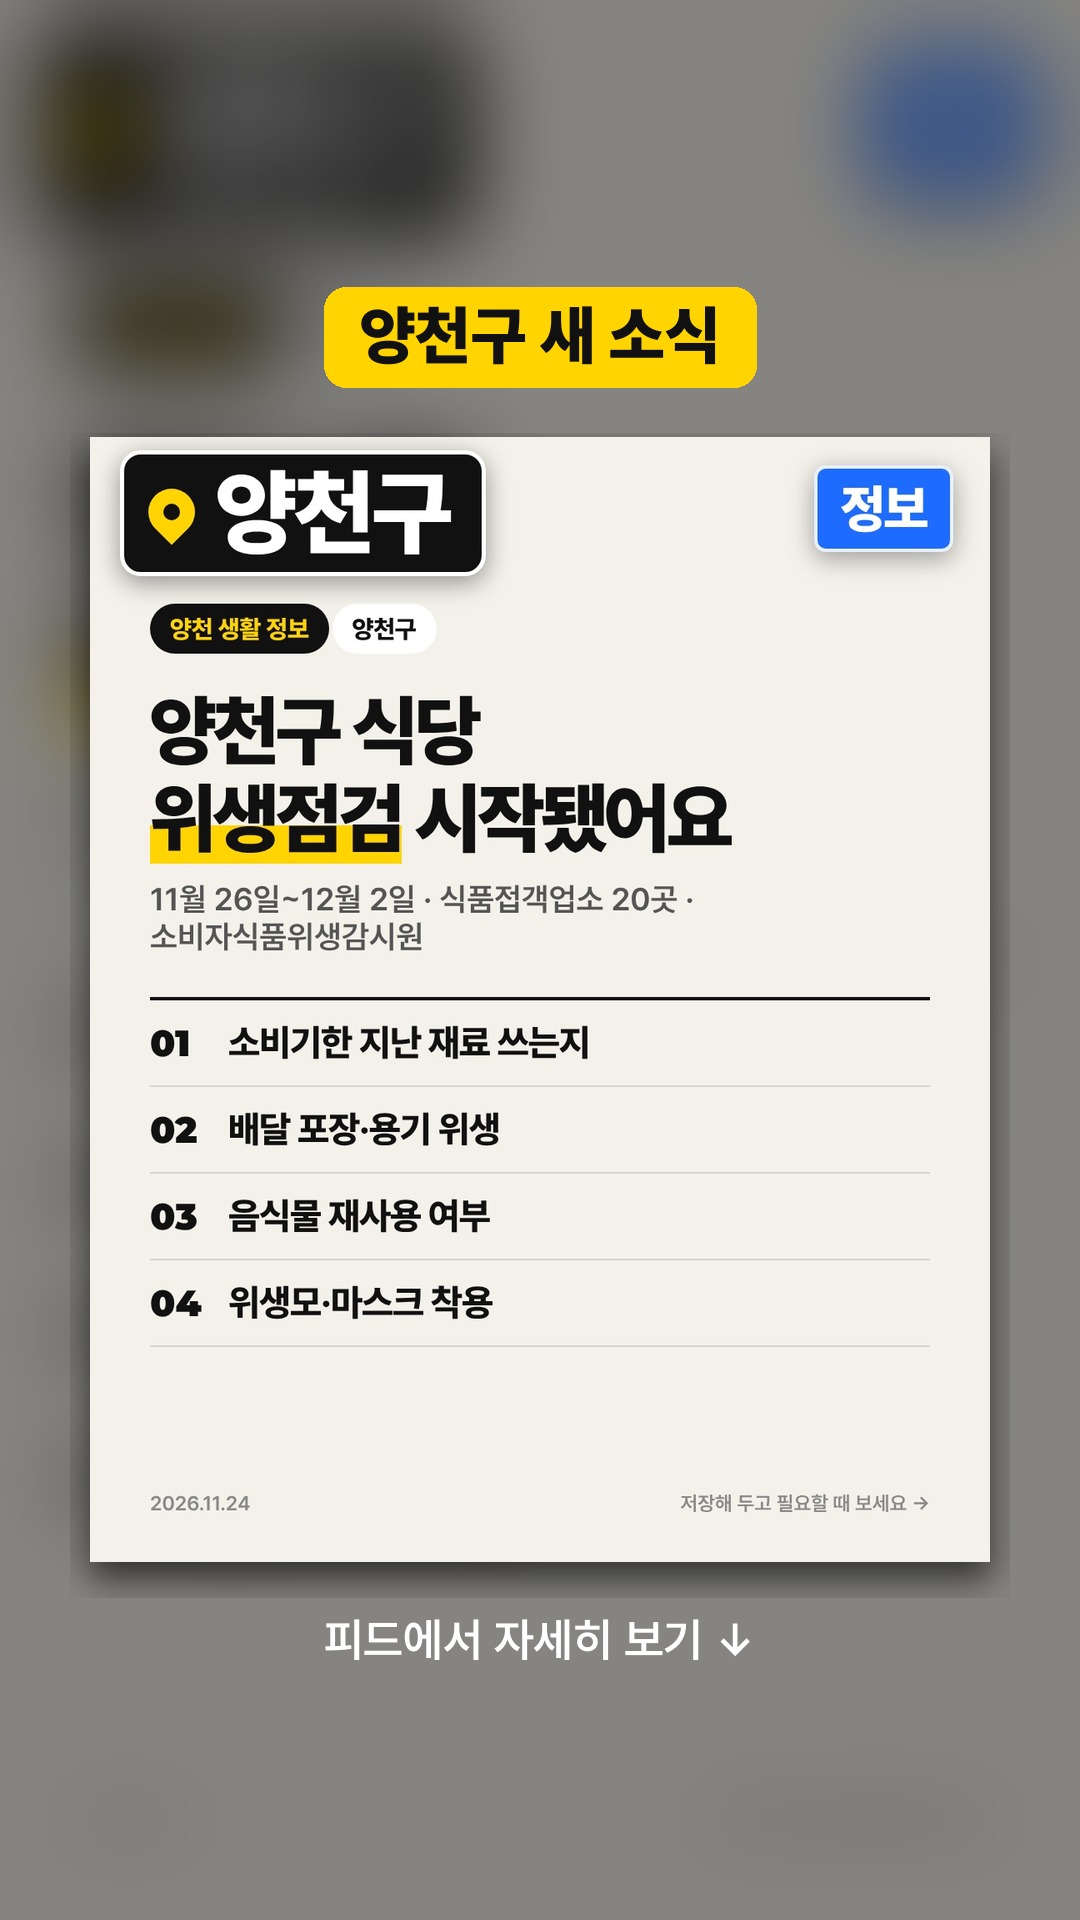 양천구 새 소식
양천구
정보
양천 생활 정보
양천구
양천구 식당
위생점검 시작됐어요
11월 26일~12월 2일 · 식품접객업소 20곳 ·
소비자식품위생감시원
01 소비기한 지난 재료 쓰는지
02 배달 포장·용기 위생
03 음식물 재사용 여부
04 위생모·마스크 착용
2026.11.24
저장해 두고 필요할 때 보세요 →
피드에서 자세히 보기 ↓